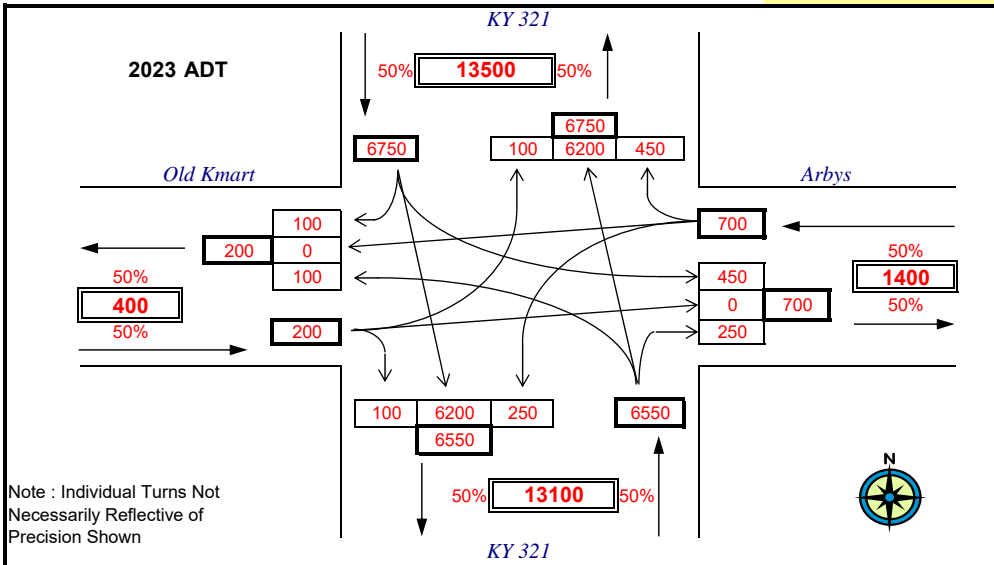 KY 321
2023 ADT
50% 13500 50%
6750
6750
100 6200 450
Old Kmart
Arbys
100
700
200 0
50%
50%
100
450
1400
400
0 700
50%
50%
200
250
100 6200 250
6550
6550
N
Note : Individual Turns Not
Necessarily Reflective of
Precision Shown
50% 13100 50%
KY 321